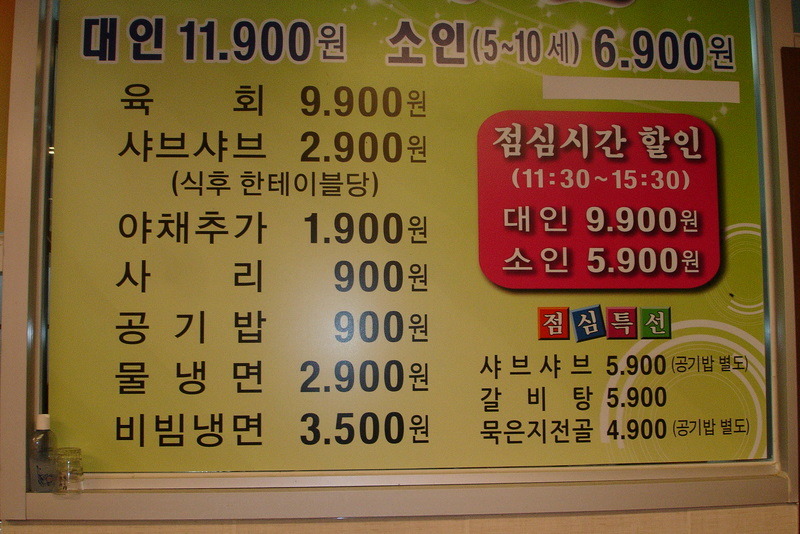 대인 11.900원 소인(5~10세) 6.900원
육회 9.900원
샤브샤브 2.900원
(식후 한테이블당)
야채추가 1.900원
사리 900원
공기밥 900원
물냉면 2.900원
비빔냉면 3.500원
점심시간 할인
(11:30~15:30)
대인 9.900원
소인 5.900원
점심특선
샤브샤브 5.900 (공기밥 별도)
갈비탕 5.900
묵은지전골 4.900 (공기밥 별도)